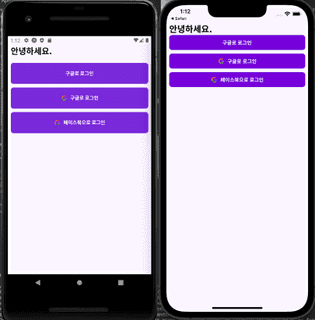 1:52
안녕하세요.
구글로 로그인
구글로 로그인
페이스북으로 로그인
1:12
Safari
안녕하세요.
구글로 로그인
구글로 로그인
페이스북으로 로그인